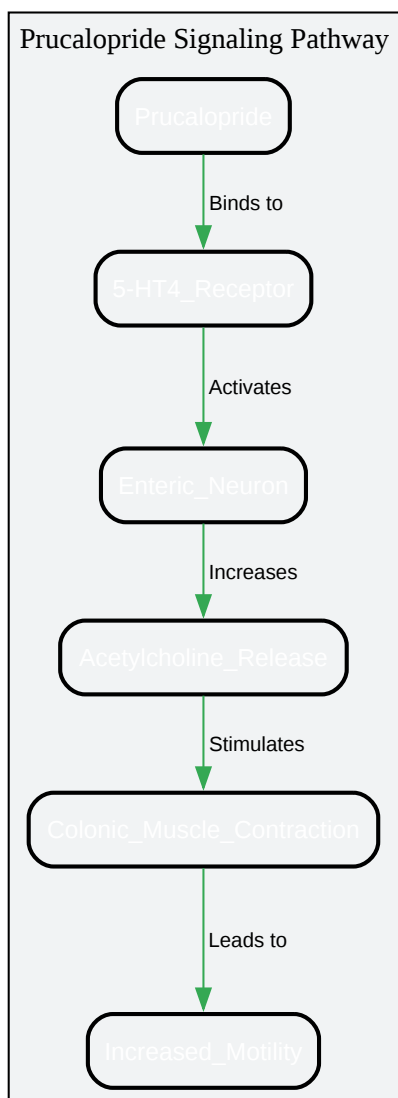 Prucalopride Signaling Pathway
Prucalopride
Binds to
5-HT4_Receptor
Activates
Enteric_Neuron
Increases
Acetylcholine_Release
Stimulates
Colonic_Muscle_Contraction
Leads to
Increased_Motility